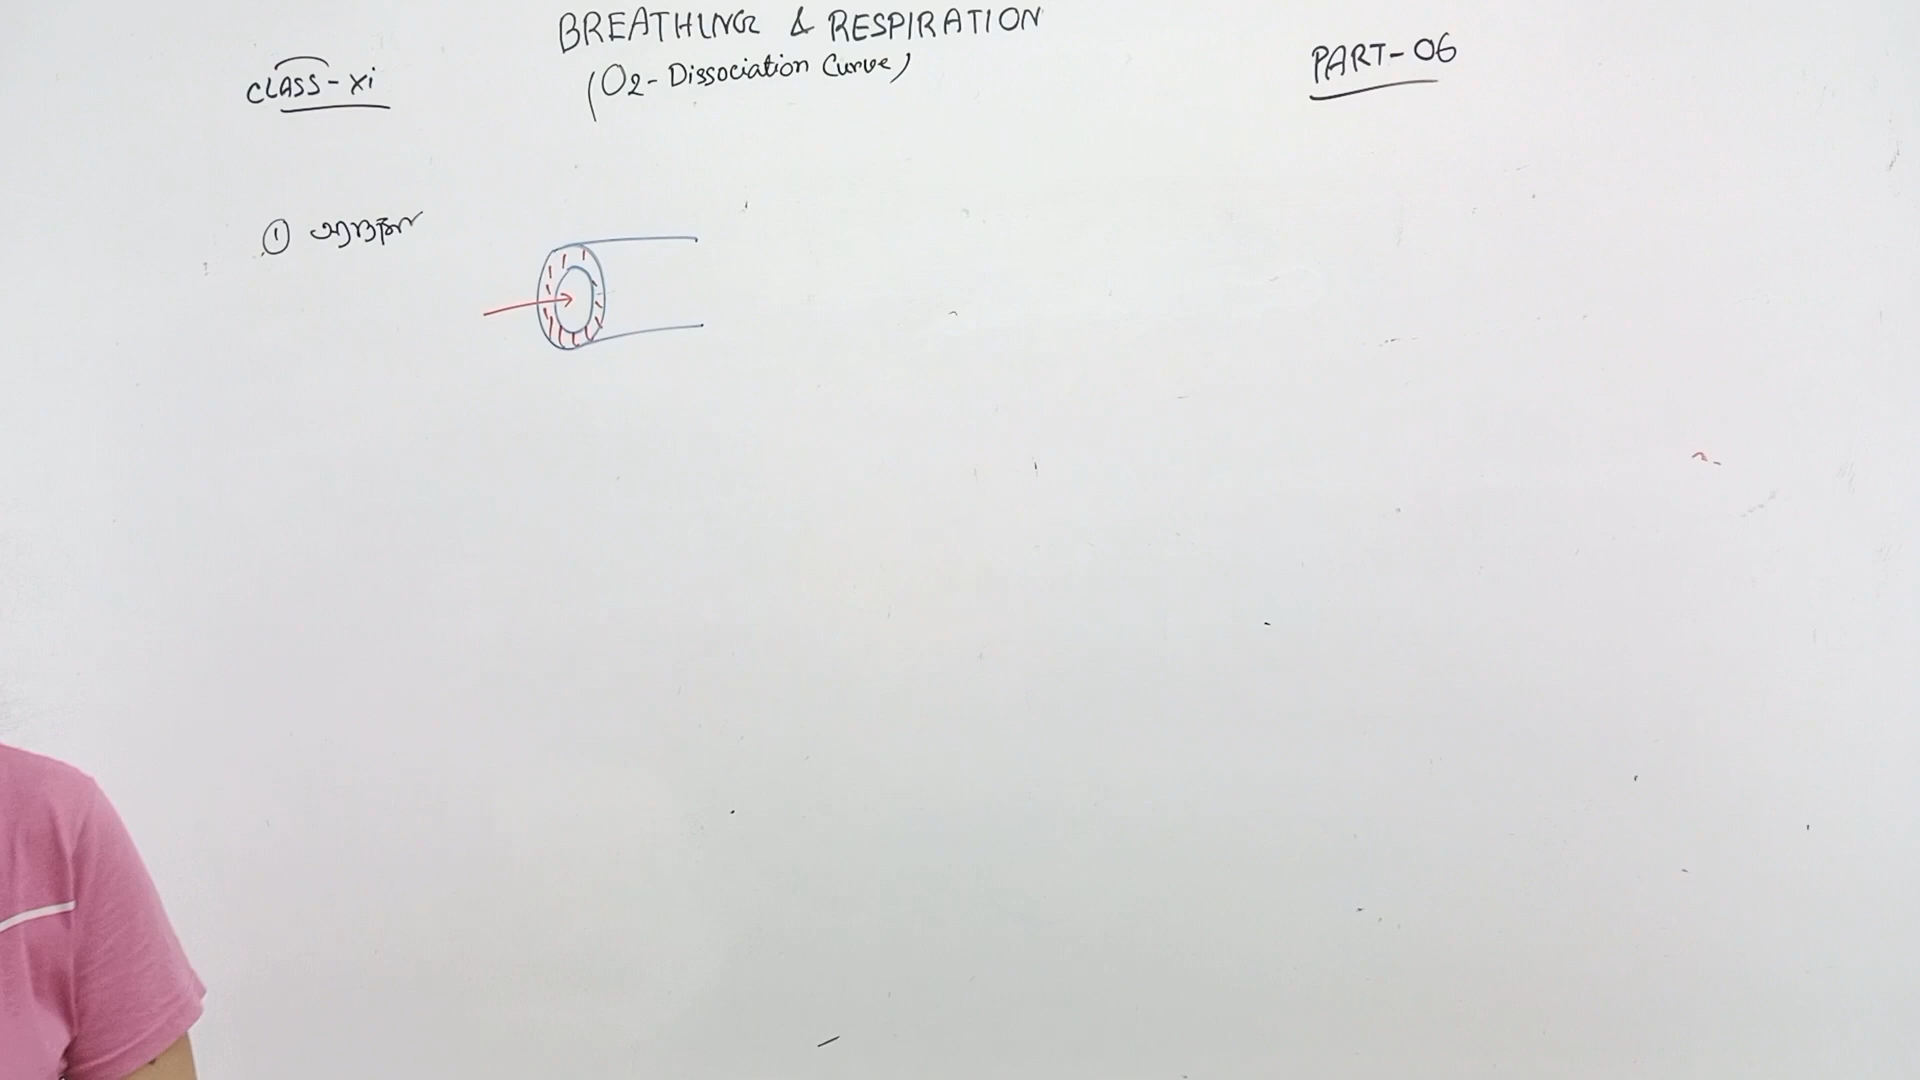 BREATHING & RESPIRATION
(O2- Dissociation Curve)
CLASS-XI
PART-06
①